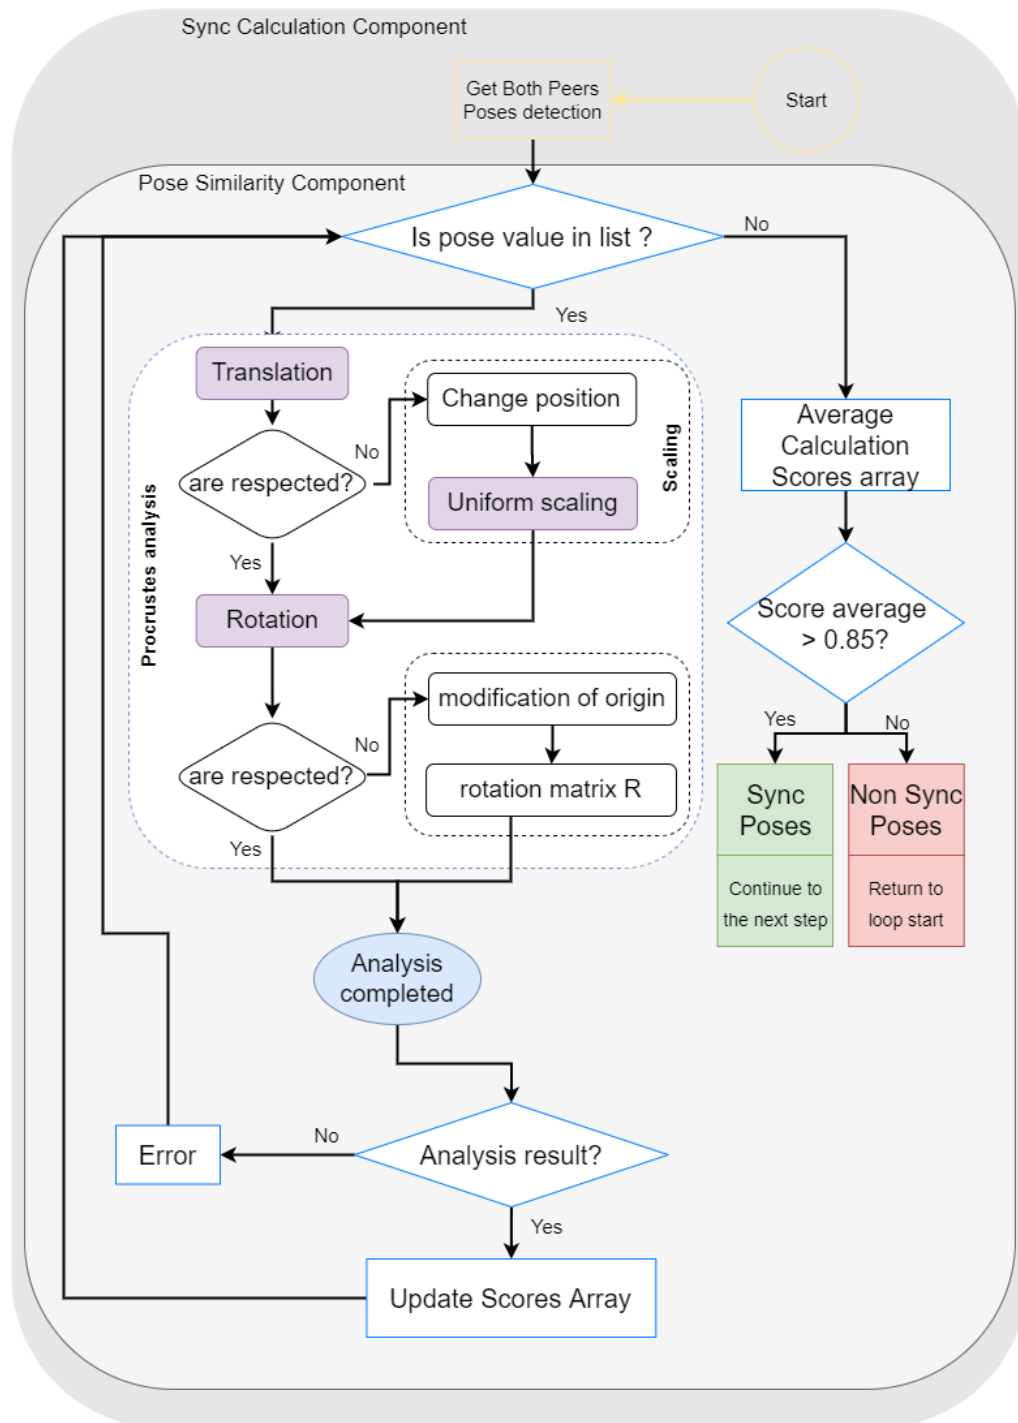 Sync Calculation Component
Get Both Peers
Poses detection
Start
Pose Similarity Component
Is pose value in list ?
No
Yes
Translation
Change position
No
are respected?
Scaling
Uniform scaling
Procrustes analysis
Yes
Rotation
modification of origin
No
are respected?
rotation matrix R
Yes
Average
Calculation
Scores array
Score average
> 0.85?
Yes
No
Sync
Poses
Continue to
the next step
Non Sync
Poses
Return to
loop start
Analysis
completed
Analysis result?
No
Error
Yes
Update Scores Array